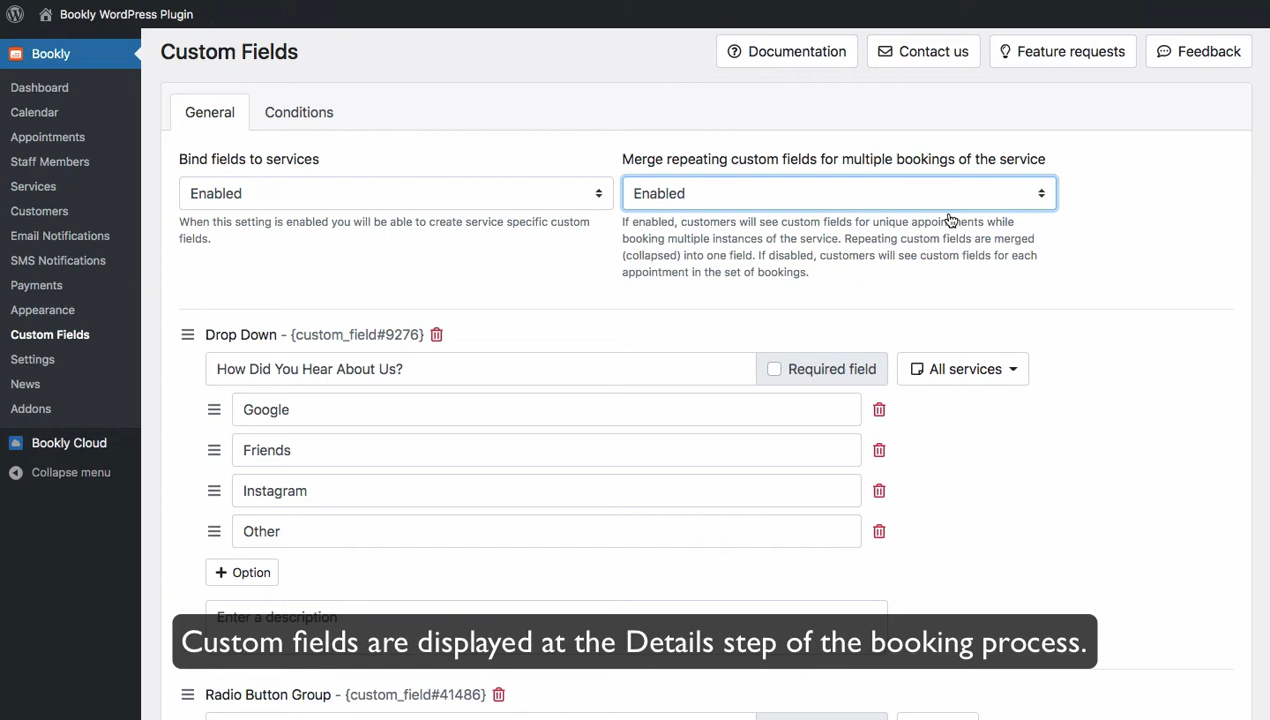 Bookly WordPress Plugin
Bookly
Dashboard
Calendar
Appointments
Staff Members
Services
Customers
Email Notifications
SMS Notifications
Payments
Appearance
Custom Fields
Settings
News
Addons
Bookly Cloud
Collapse menu
Custom Fields
Documentation
Contact us
Feature requests
Feedback
General
Conditions
Bind fields to services
Enabled
When this setting is enabled you will be able to create service specific custom
fields.
Merge repeating custom fields for multiple bookings of the service
Enabled
If enabled, customers will see custom fields for unique appointments while
booking multiple instances of the service. Repeating custom fields are merged
(collapsed) into one field. If disabled, customers will see custom fields for each
appointment in the set of bookings.
Drop Down - {custom_field#9276}
How Did You Hear About Us?
Required field
All services
Google
Friends
Instagram
Other
+ Option
Enter a description
Custom fields are displayed at the Details step of the booking process.
Radio Button Group - {custom_field#41486}